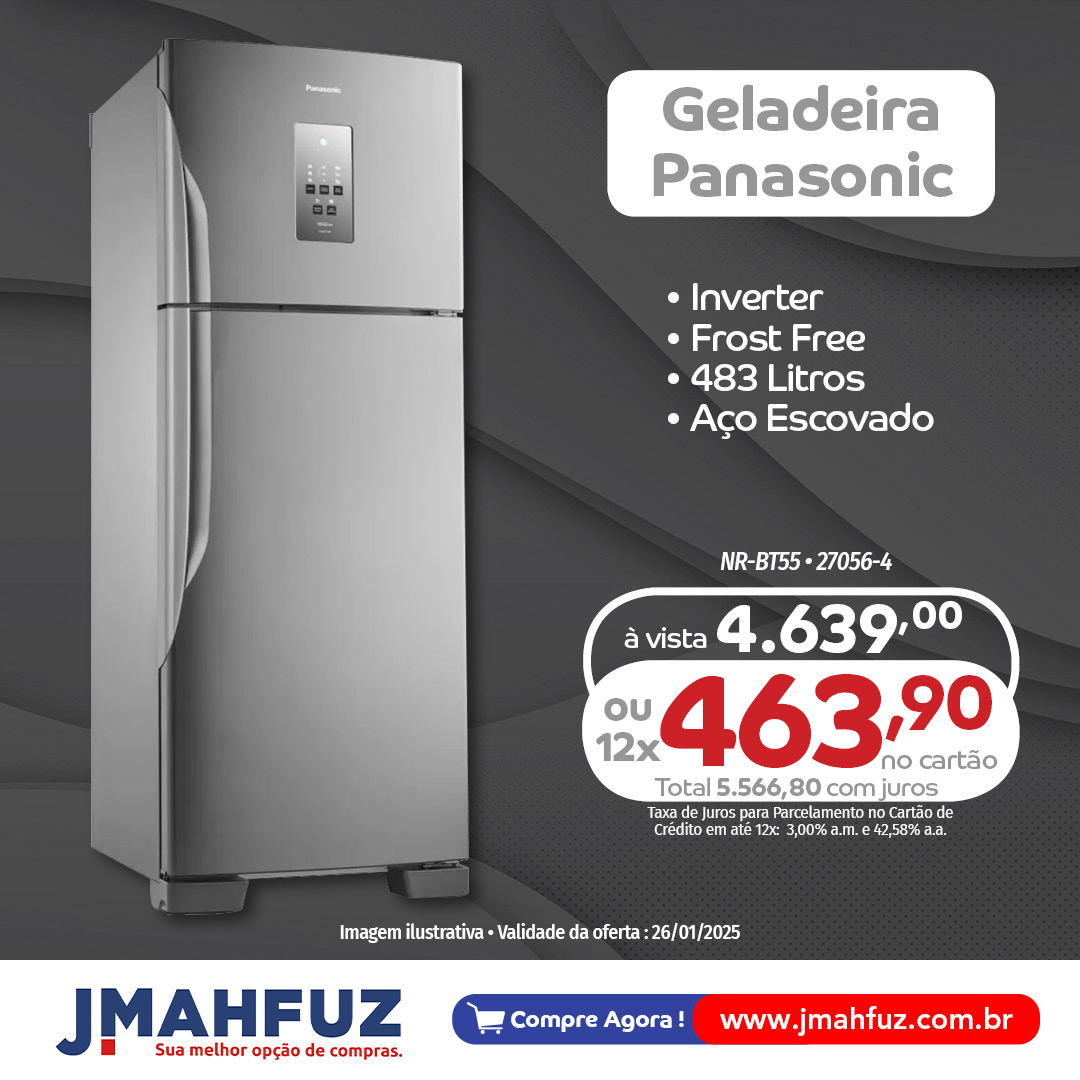 Panasonic
Geladeira
Panasonic
• Inverter
• Frost Free
• 483 Litros
• Aço Escovado
NR-BT55 • 27056-4
à vista 4.639,00
ou 12x 463,90
no cartão
Total 5.566,80 com juros
Taxa de Juros para Parcelamento no Cartão de
Crédito em até 12x: 3,00% a.m. e 42,58% a.a.
Imagem ilustrativa • Validade da oferta : 26/01/2025
JMAHFUZ
Sua melhor opção de compras.
Compre Agora !
www.jmahfuz.com.br